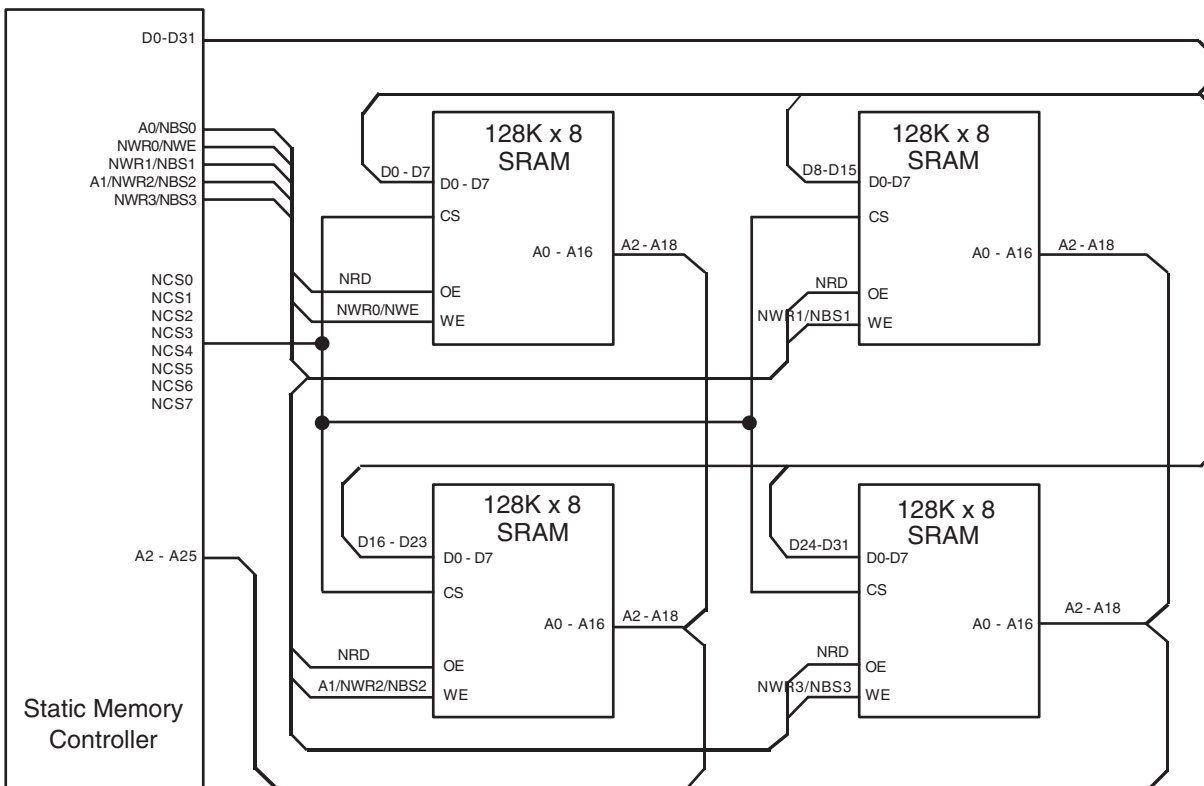 D0-D31
A0/NBS0
NWR0/NWE
NWR1/NBS1
A1/NWR2/NBS2
NWR3/NBS3
NCS0
NCS1
NCS2
NCS3
NCS4
NCS5
NCS6
NCS7
A2 - A25
Static Memory
Controller
128K x 8
SRAM
D0 - D7
D0 - D7
CS
A0 - A16
A2 - A18
NRD
OE
NWR0/NWE
WE
128K x 8
SRAM
D8-D15
D0-D7
CS
A0 - A16
A2 - A18
NRD
OE
NWR1/NBS1
WE
128K x 8
SRAM
D16 - D23
D0 - D7
CS
A0 - A16
A2 - A18
NRD
OE
A1/NWR2/NBS2
WE
128K x 8
SRAM
D24-D31
D0-D7
CS
A0 - A16
A2 - A18
NRD
OE
NWR3/NBS3
WE